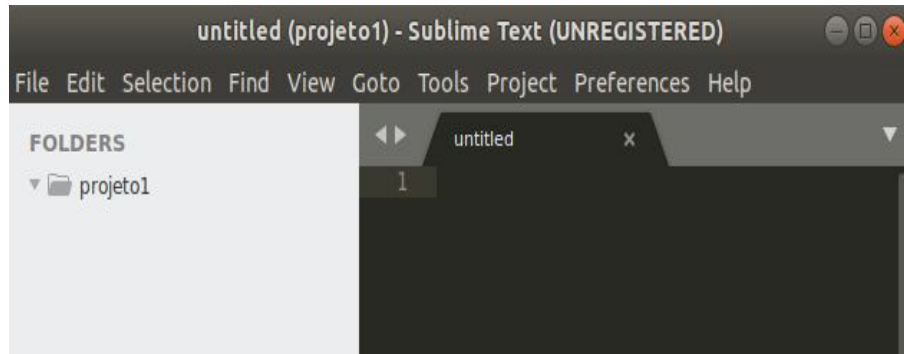 untitled (projeto1) - Sublime Text (UNREGISTERED)
File Edit Selection Find View Goto Tools Project Preferences Help
FOLDERS
projeto1
untitled
1